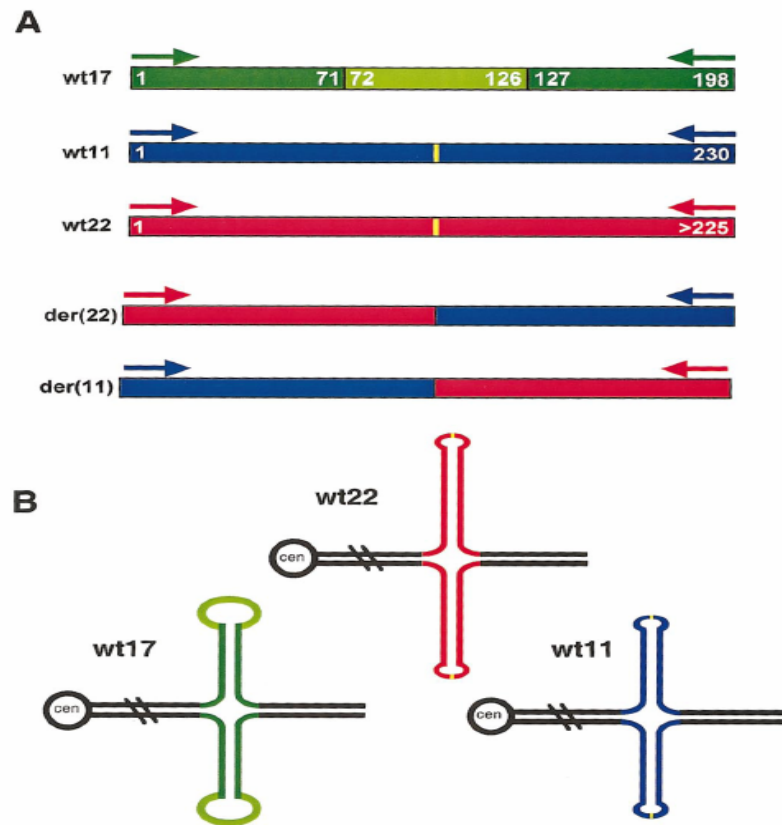 A
wt17 1 71 72 126 127 198
wt11 1 230
wt22 1 >225
der(22)
der(11)
B
wt22
cen
wt17
cen
wt11
cen